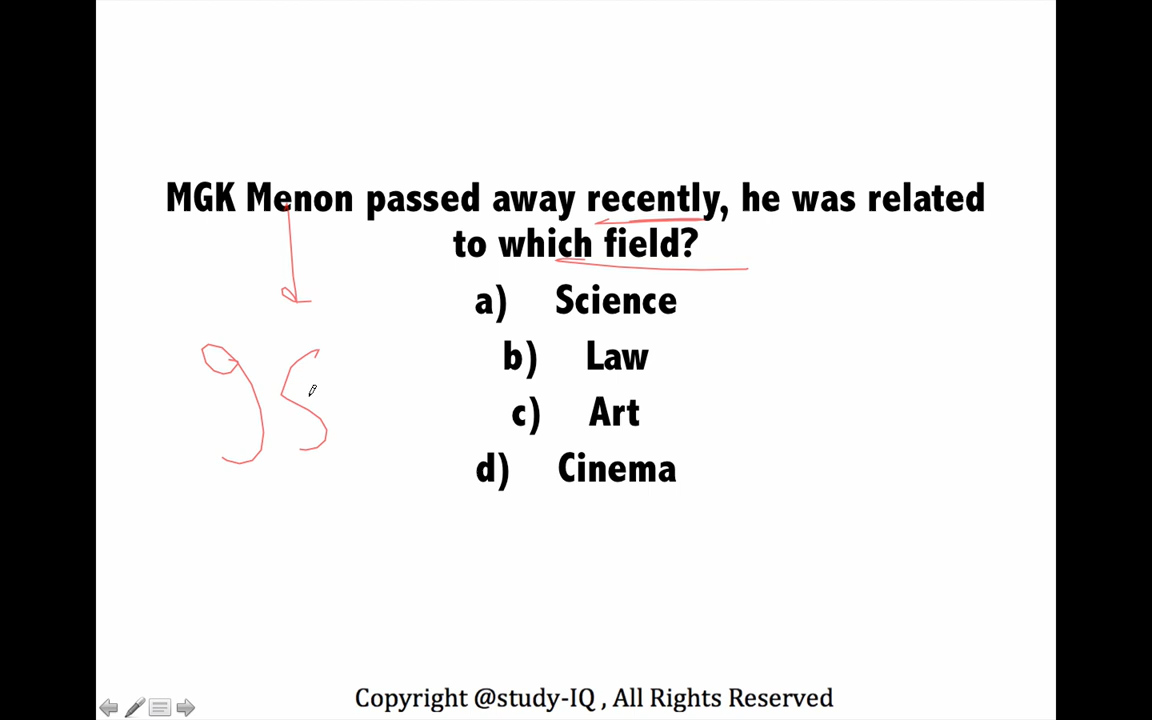 MGK Menon passed away recently, he was related
to which field?
a) Science
b) Law
c) Art
d) Cinema
95
Copyright @study-IQ , All Rights Reserved